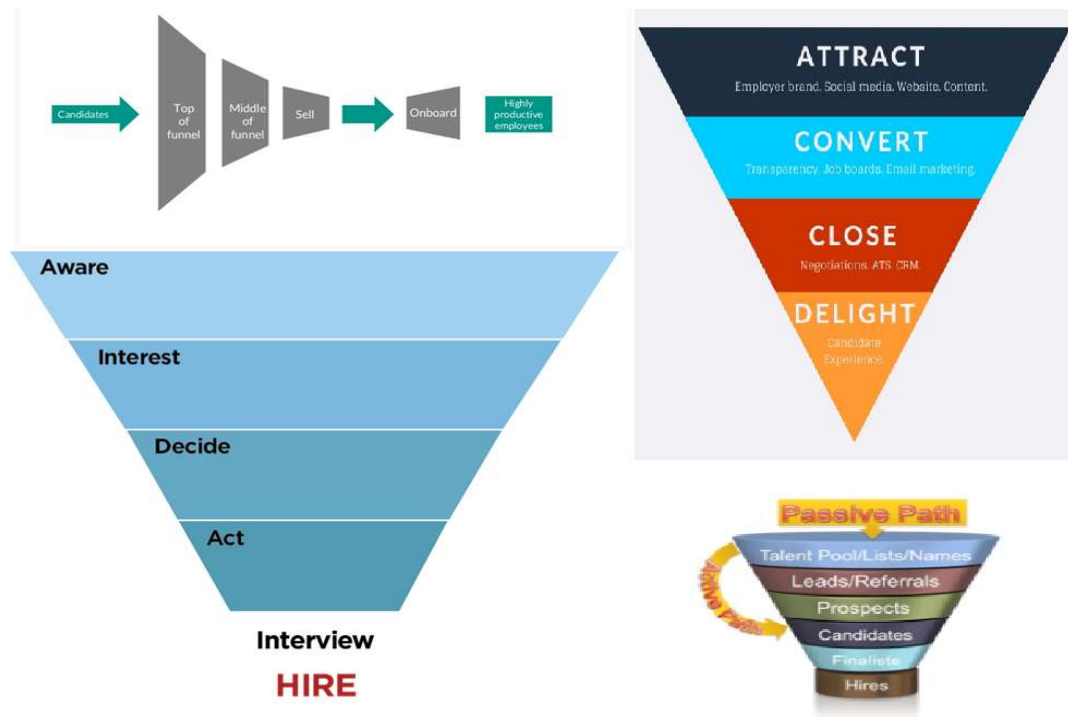 Candidates
Top
of
funnel
Middle
of funnel
Sell
Onboard
Highly
productive
employees
ATTRACT
Employer brand. Social media. Website. Content.
CONVERT
Transparency. Job boards. Email marketing.
CLOSE
Negotiations. ATS. CRM.
DELIGHT
Candidate
Experience
Aware
Interest
Decide
Act
Interview
HIRE
Passive Path
Active Path
Talent Pool/Lists/Names
Leads/Referrals
Prospects
Candidates
Finalists
Hires